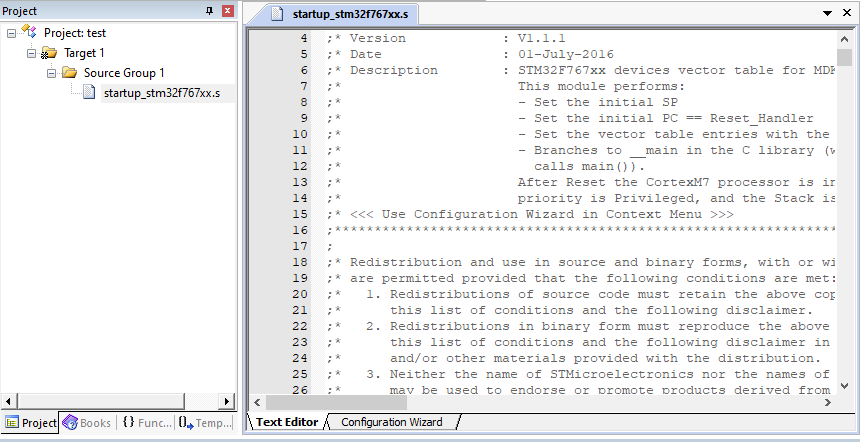 Project
Project: test
Target 1
Source Group 1
startup_stm32f767xx.s
Project
Books
{} Func...
Temp...
startup_stm32f767xx.s
4 ;* Version : V1.1.1
5 ;* Date : 01-July-2016
6 ;* Description : STM32F767xx devices vector table for MDK
7 ;* This module performs:
8 ;* - Set the initial SP
9 ;* - Set the initial PC == Reset_Handler
10 ;* - Set the vector table entries with the
11 ;* - Branches to __main in the C library (w
12 ;* calls main()).
13 ;* After Reset the CortexM7 processor is in
14 ;* priority is Privileged, and the Stack is
15 ;* <<< Use Configuration Wizard in Context Menu >>>
16 ;***************************************************************
17 ;
18 ;* Redistribution and use in source and binary forms, with or wi
19 ;* are permitted provided that the following conditions are met:
20 ;* 1. Redistributions of source code must retain the above cop
21 ;* this list of conditions and the following disclaimer.
22 ;* 2. Redistributions in binary form must reproduce the above
23 ;* this list of conditions and the following disclaimer in
24 ;* and/or other materials provided with the distribution.
25 ;* 3. Neither the name of STMicroelectronics nor the names of
26 ;* may be used to endorse or promote products derived from
Text Editor
Configuration Wizard